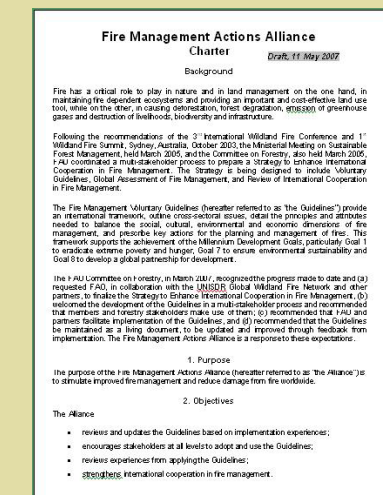 Fire Management Actions Alliance
Charter
Draft, 11 May 2007
Background
Fire has a critical role to play in nature and in land management on the one hand, in
maintaining fire dependent ecosystems and providing an important and cost-effective land use
tool, while on the other, in causing deforestation, forest degradation, emission of greenhouse
gases and destruction of livelihoods, biodiversity and infrastructure.
Following the recommendations of the 3rd International Wildland Fire Conference and 1st
Wildland Fire Summit, Sydney, Australia, October 2003, the Ministerial Meeting on Sustainable
Forest Management, held March 2005, and the Committee on Forestry, also held March 2005,
FAO coordinated a multi-stakeholder process to prepare a Strategy to Enhance International
Cooperation in Fire Management. The Strategy is being designed to include Voluntary
Guidelines, Global Assessment of Fire Management, and Review of International Cooperation
in Fire Management.
The Fire Management Voluntary Guidelines (hereafter referred to as "the Guidelines") provide
an international framework, outline cross-sectoral issues, detail the principles and attributes
needed to balance the social, cultural, environmental and economic dimensions of fire
management, and prescribe key actions for the planning and management of fires. This
framework supports the achievement of the Millennium Development Goals, particularly Goal 1
to eradicate extreme poverty and hunger, Goal 7 to ensure environmental sustainability and
Goal 8 to develop a global partnership for development.
The FAO Committee on Forestry, in March 2007, recognized the progress made to date and (a)
requested FAO, in collaboration with the UNISDR Global Wildland Fire Network and other
partners, to finalize the Strategy to Enhance International Cooperation in Fire Management, (b)
welcomed the development of the Guidelines in a multi-stakeholder process and recommended
that members and forestry stakeholders make use of them; (c) recommended that FAO and
partners facilitate implementation of the Guidelines, and (d) recommended that the Guidelines
be maintained as a living document, to be updated and improved through feedback from
implementation. The Fire Management Actions Alliance is a response to these expectations.
1. Purpose
The purpose of the Fire Management Actions Alliance (hereafter referred to as "the Alliance") is
to stimulate improved fire management and reduce damage from fire worldwide.
2. Objectives
The Alliance
• reviews and updates the Guidelines based on implementation experiences;
• encourages stakeholders at all levels to adopt and use the Guidelines;
• reviews experiences from applying the Guidelines;
• strengthens international cooperation in fire management.